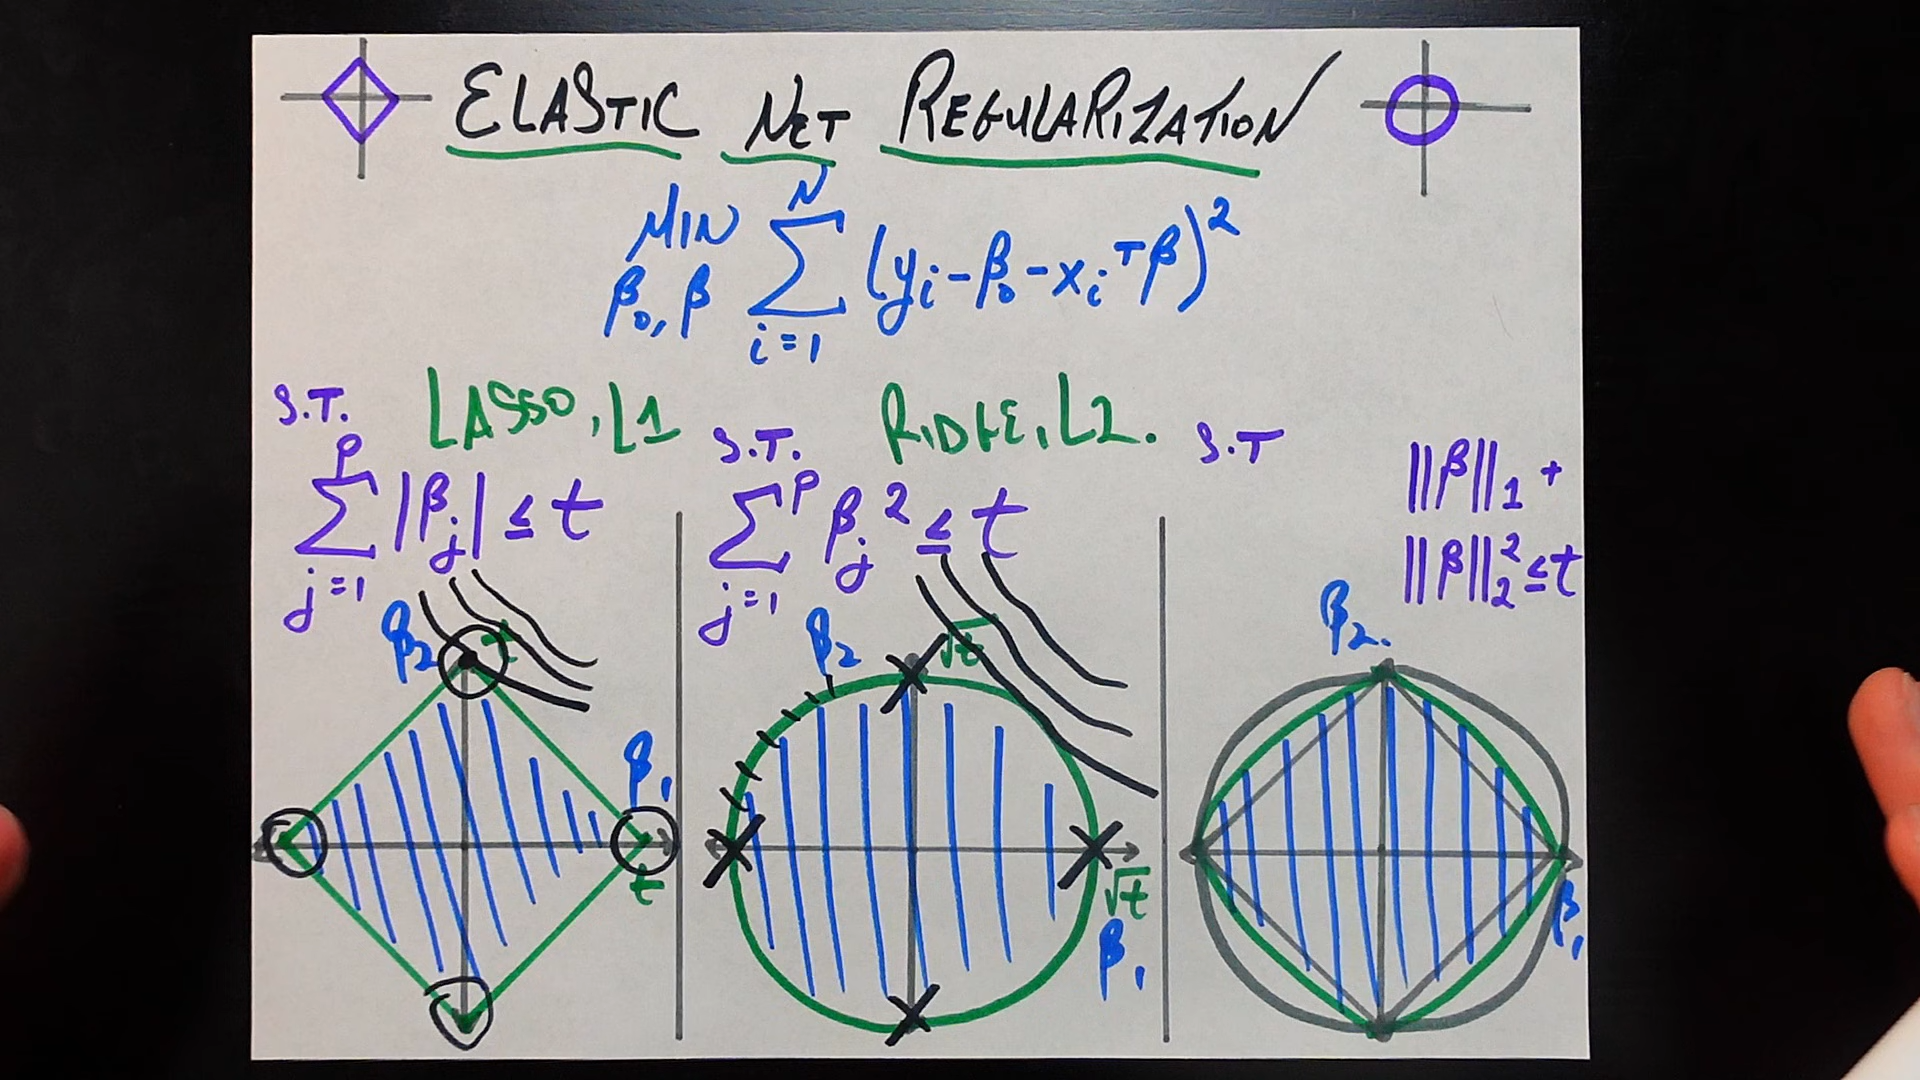 ELASTIC NET REGULARIZATION
MIN N
β₀, β Σ (yᵢ - β₀ - xᵢᵀβ)²
i=1
S.T. LASSO, L1
p
Σ |βⱼ| ≤ t
j=1
β₂ t
β₁
t
RIDGE, L2.
S.T.
p
Σ βⱼ² ≤ t
j=1
β₂ √t
√t
β₁
S.T
||β||₁ +
||β||₂² ≤ t
β₂.
β₁